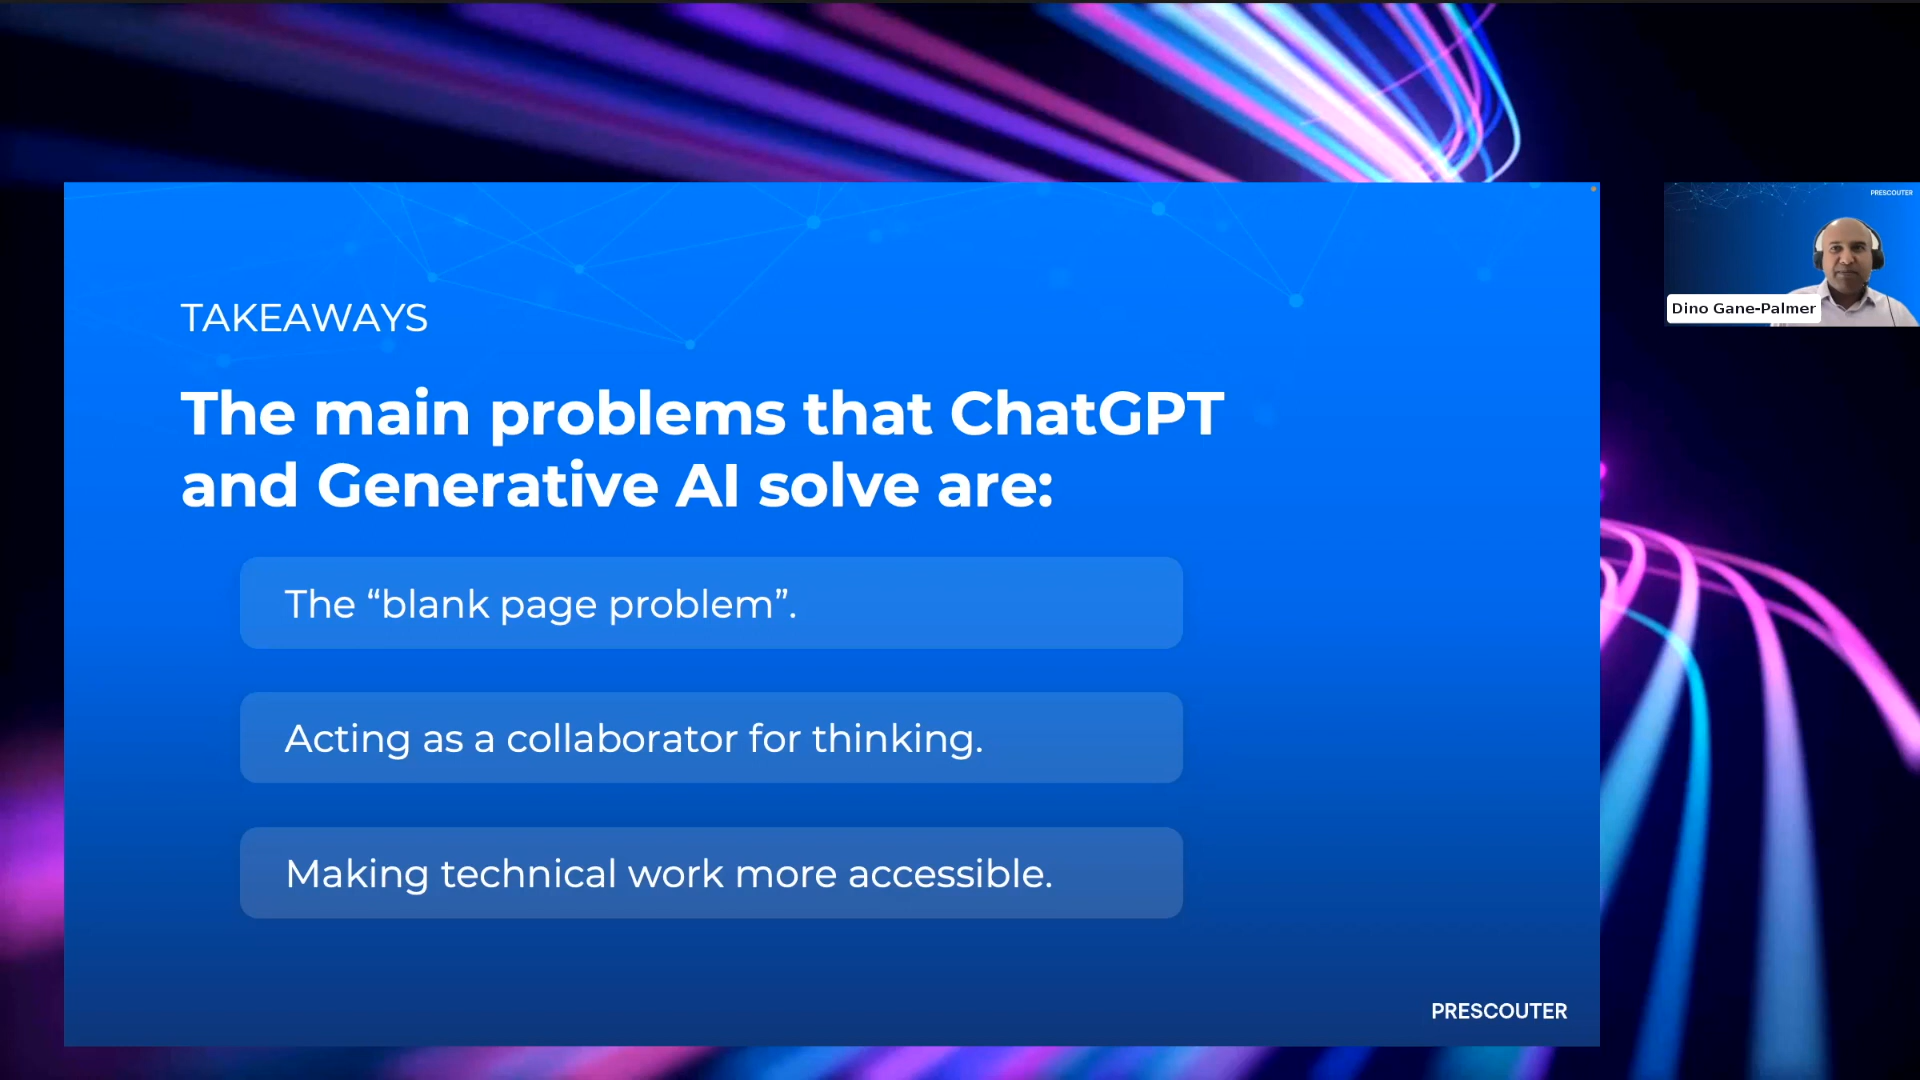 PRESCOUTER
TAKEAWAYS
Dino Gane-Palmer
The main problems that ChatGPT
and Generative AI solve are:
The “blank page problem”.
Acting as a collaborator for thinking.
Making technical work more accessible.
PRESCOUTER